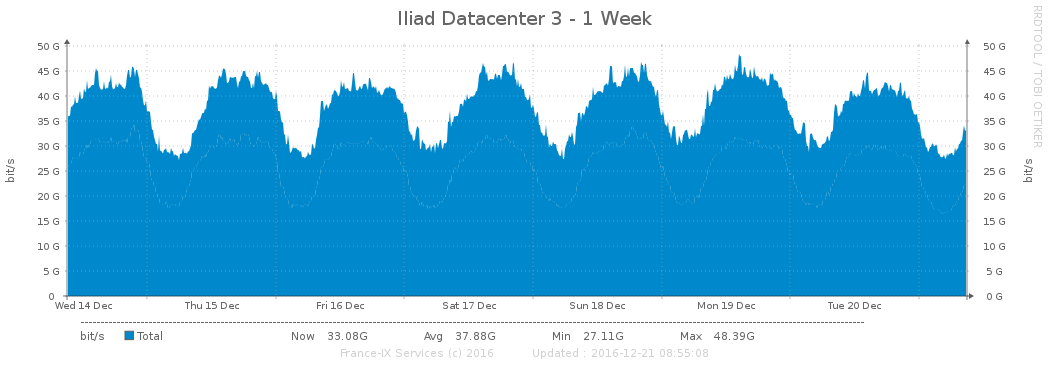 Iliad Datacenter 3 - 1 Week
RRDTOOL / TOBI OETIKER
50 G 50 G
45 G 45 G
40 G 40 G
35 G 35 G
30 G 30 G
25 G 25 G
20 G 20 G
15 G 15 G
10 G 10 G
5 G 5 G
0 0 G
bit/s bit/s
Wed 14 Dec Thu 15 Dec Fri 16 Dec Sat 17 Dec Sun 18 Dec Mon 19 Dec Tue 20 Dec
bit/s Total Now 33.08G Avg 37.88G Min 27.11G Max 48.39G
France-IX Services (c) 2016 Updated : 2016-12-21 08:55:08